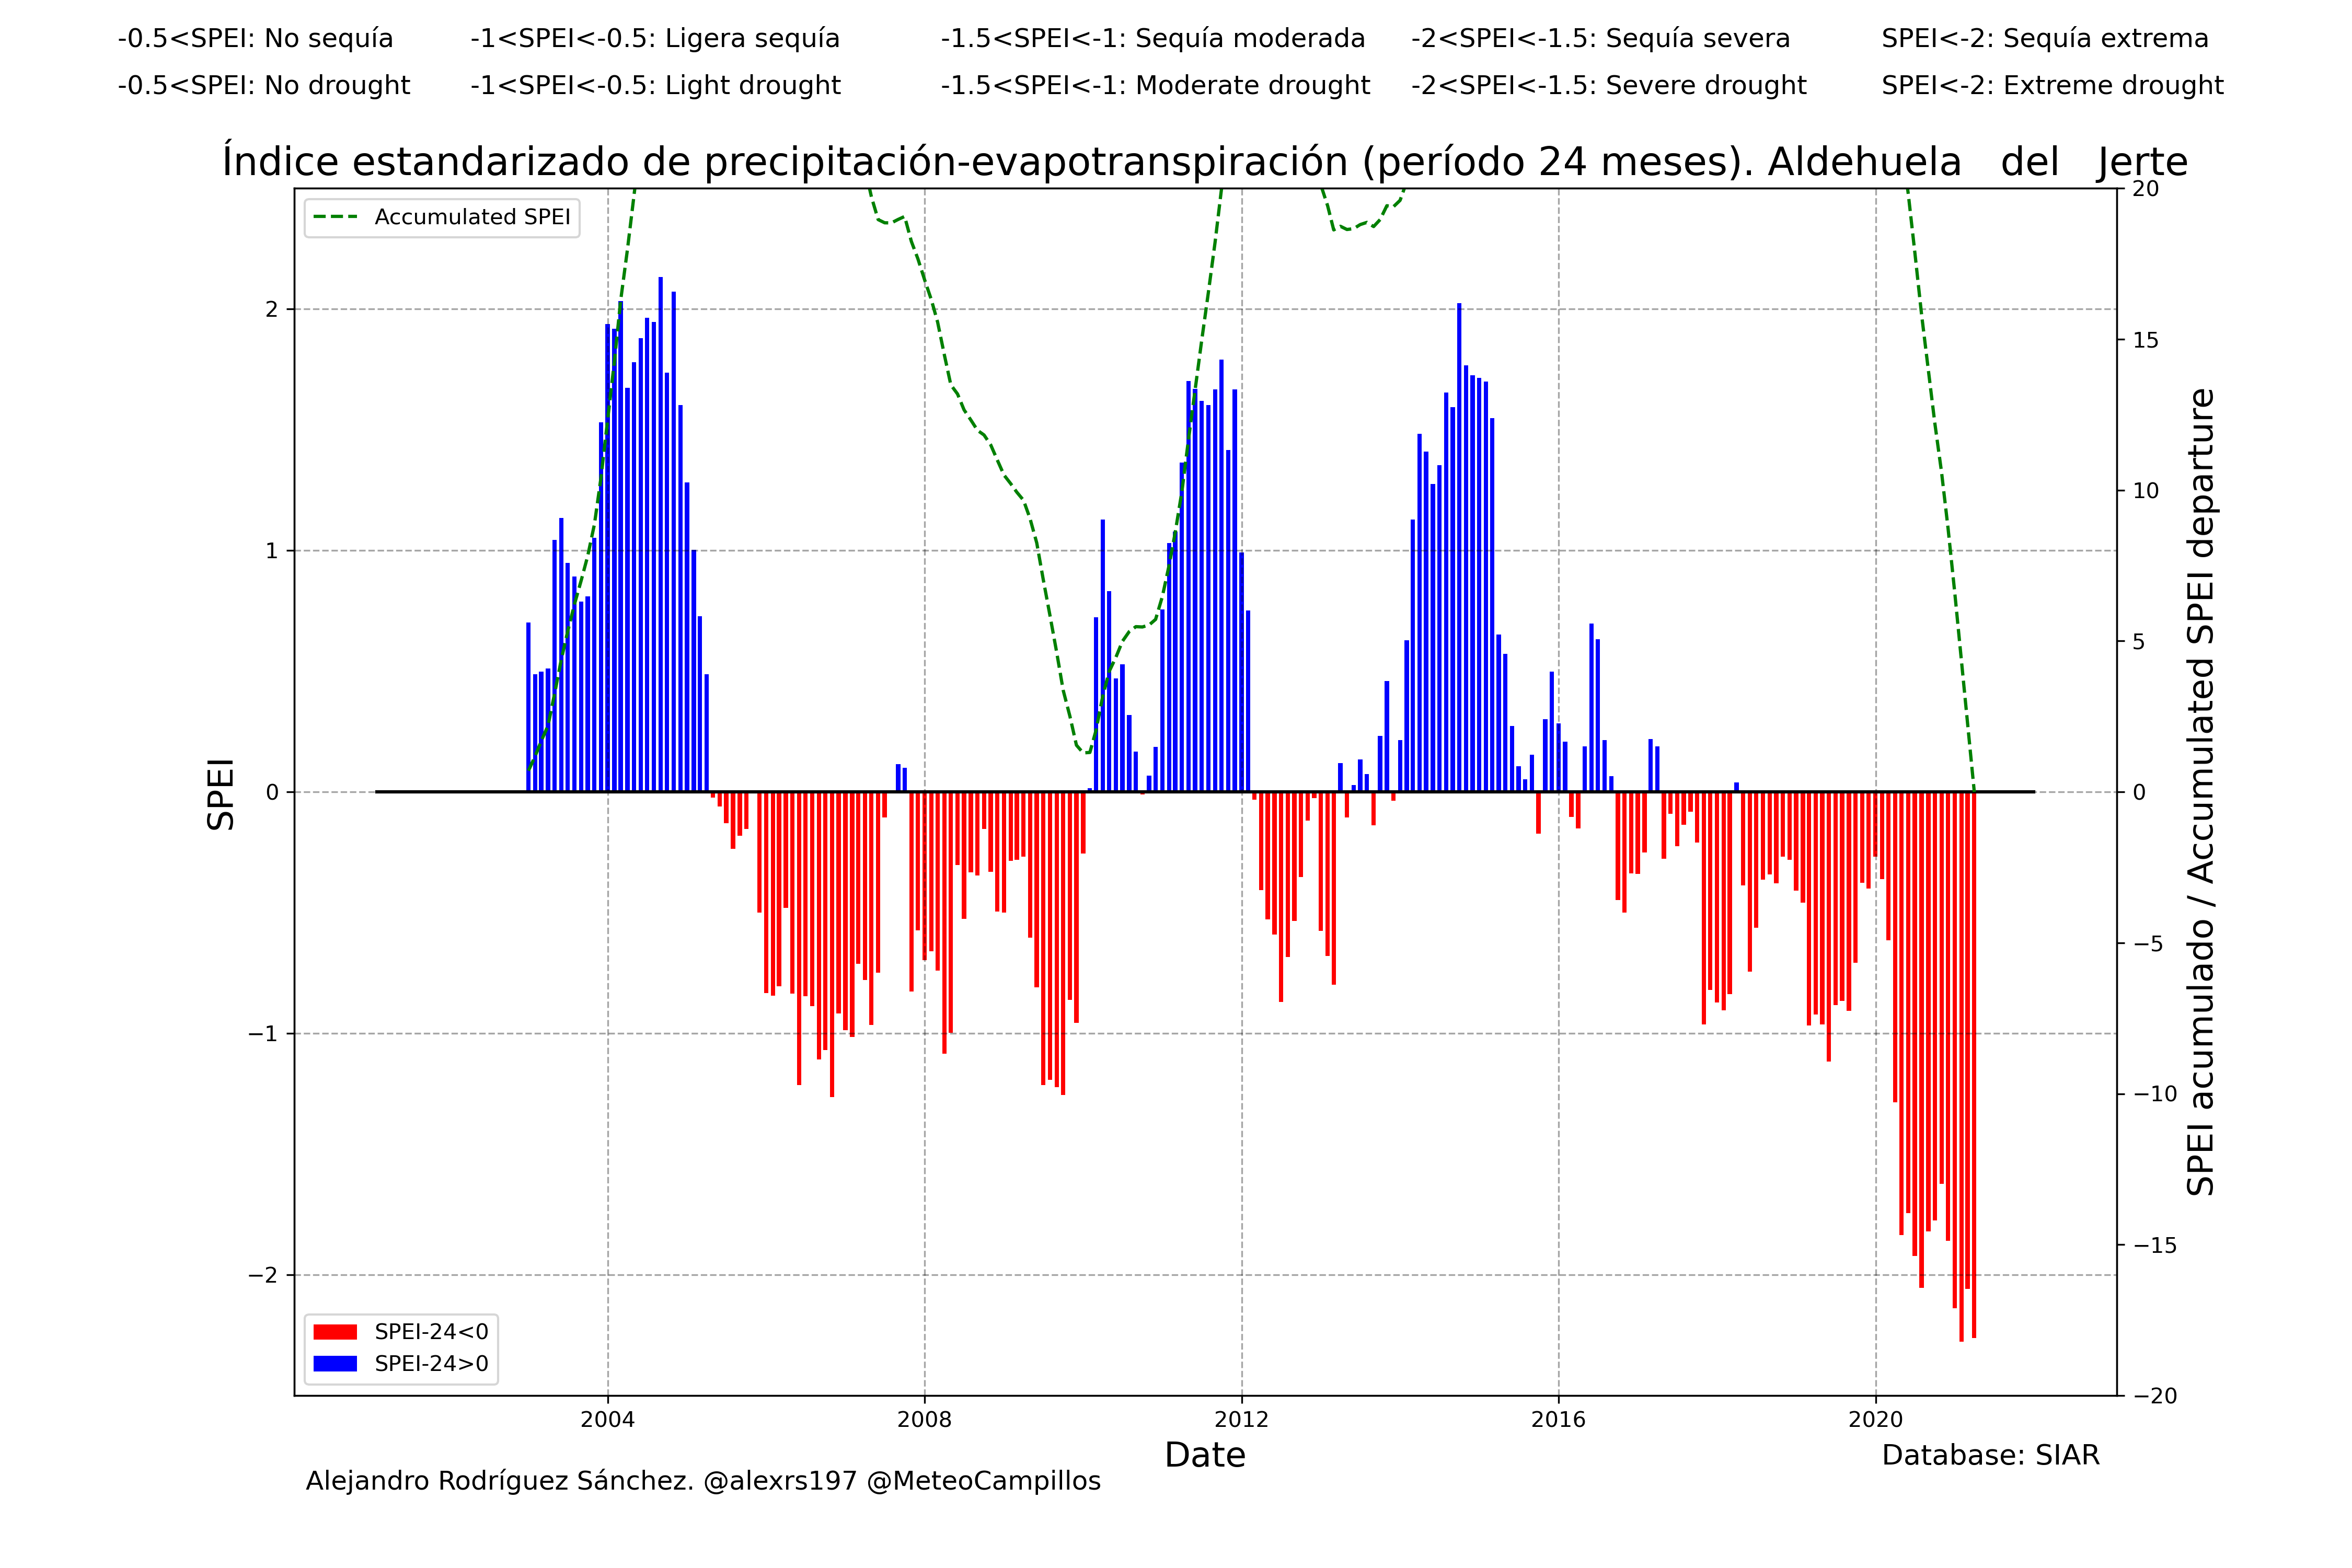 -0.5<SPEI: No sequía -1<SPEI<-0.5: Ligera sequía -1.5<SPEI<-1: Sequía moderada -2<SPEI<-1.5: Sequía severa SPEI<-2: Sequía extrema
-0.5<SPEI: No drought -1<SPEI<-0.5: Light drought -1.5<SPEI<-1: Moderate drought -2<SPEI<-1.5: Severe drought SPEI<-2: Extreme drought
Índice estandarizado de precipitación-evapotranspiración (período 24 meses). Aldehuela del Jerte
Accumulated SPEI
2
1
0
−1
−2
SPEI
20
15
10
5
0
−5
−10
−15
−20
SPEI acumulado / Accumulated SPEI departure
SPEI-24<0
SPEI-24>0
2004 2008 2012 2016 2020
Date
Database: SIAR
Alejandro Rodríguez Sánchez. @alexrs197 @MeteoCampillos